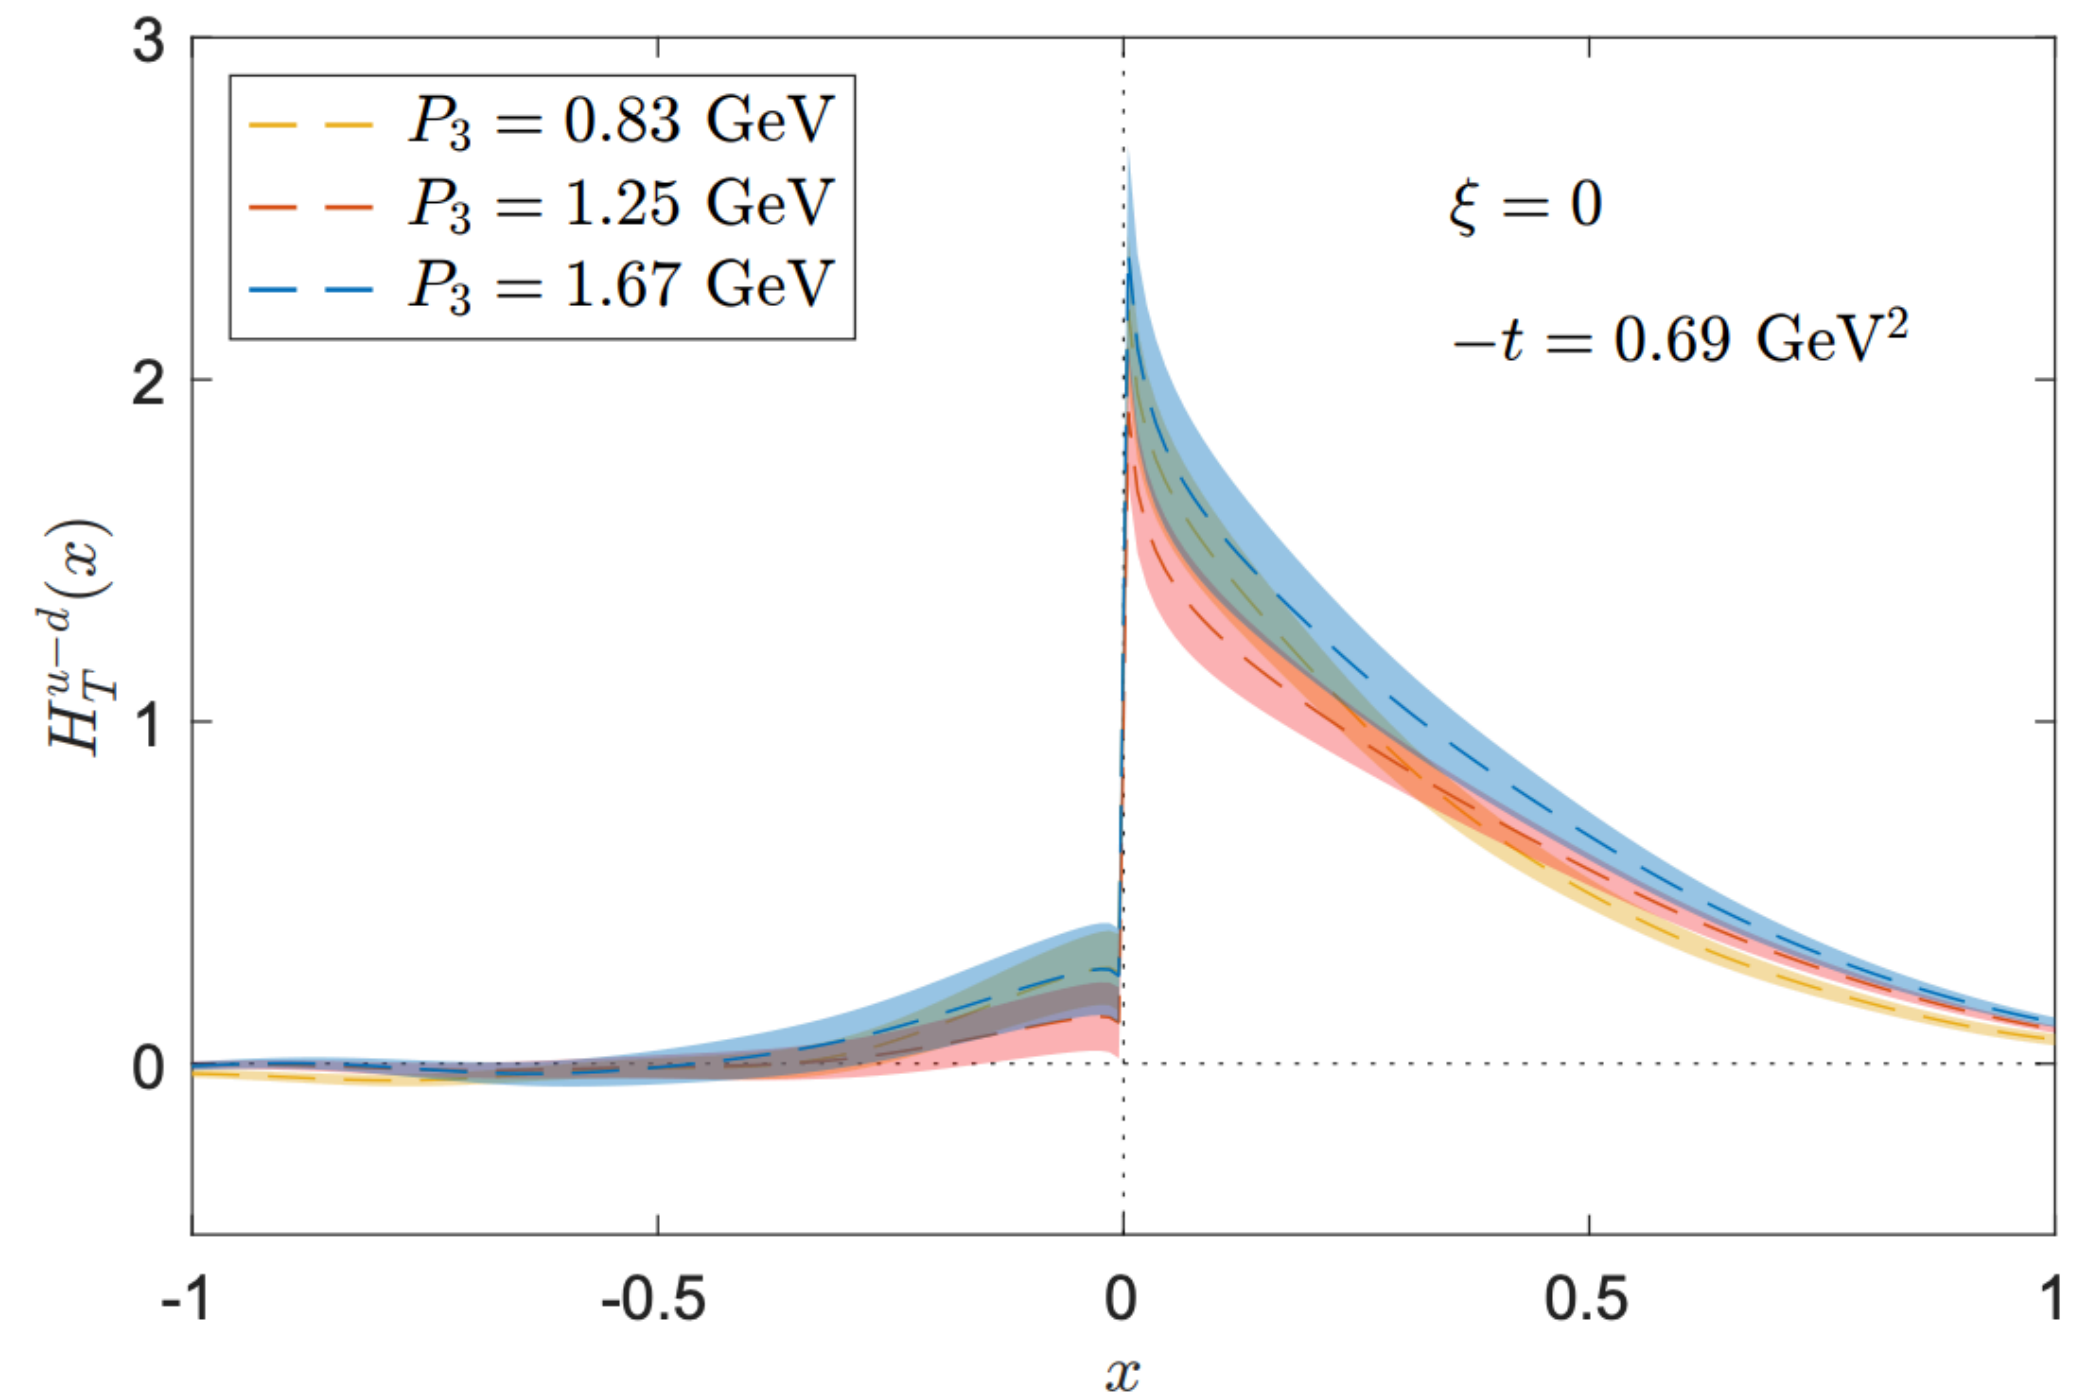 3
P₃ = 0.83 GeV
P₃ = 1.25 GeV
P₃ = 1.67 GeV
ξ = 0
−t = 0.69 GeV²
2
H_T^{u−d}(x)
1
0
-1 -0.5 0 0.5 1
x